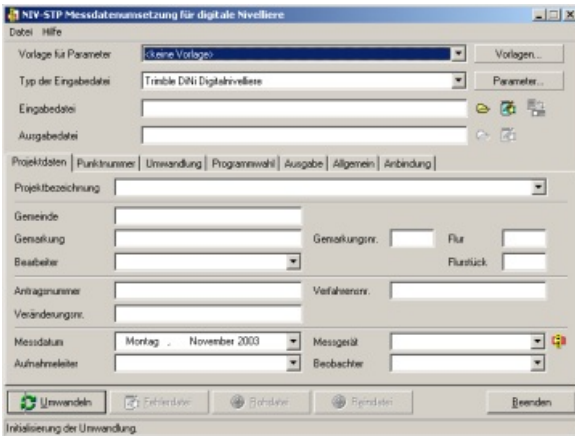 NIV-STP Messdatenumsetzung für digitale Nivelliere
Datei Hilfe
Vorlage für Parameter <keine Vorlage> Vorlagen...
Typ der Eingabedatei Trimble DiNi Digitalnivelliere Parameter...
Eingabedatei
Ausgabedatei
Projektdaten Punktnummer Umwandlung Programmwahl Ausgabe Allgemein Anbindung
Projektbezeichnung
Gemeinde
Gemarkung Gemarkungsnr. Flur
Bearbeiter Flurstück
Antragsnummer Verfahrensnr.
Veränderungsnr.
Messdatum Montag , November 2003 Messgerät
Aufnahmeleiter Beobachter
Umwandeln Fehlerdatei Rohdatei Reindatei Beenden
Initialisierung der Umwandlung.